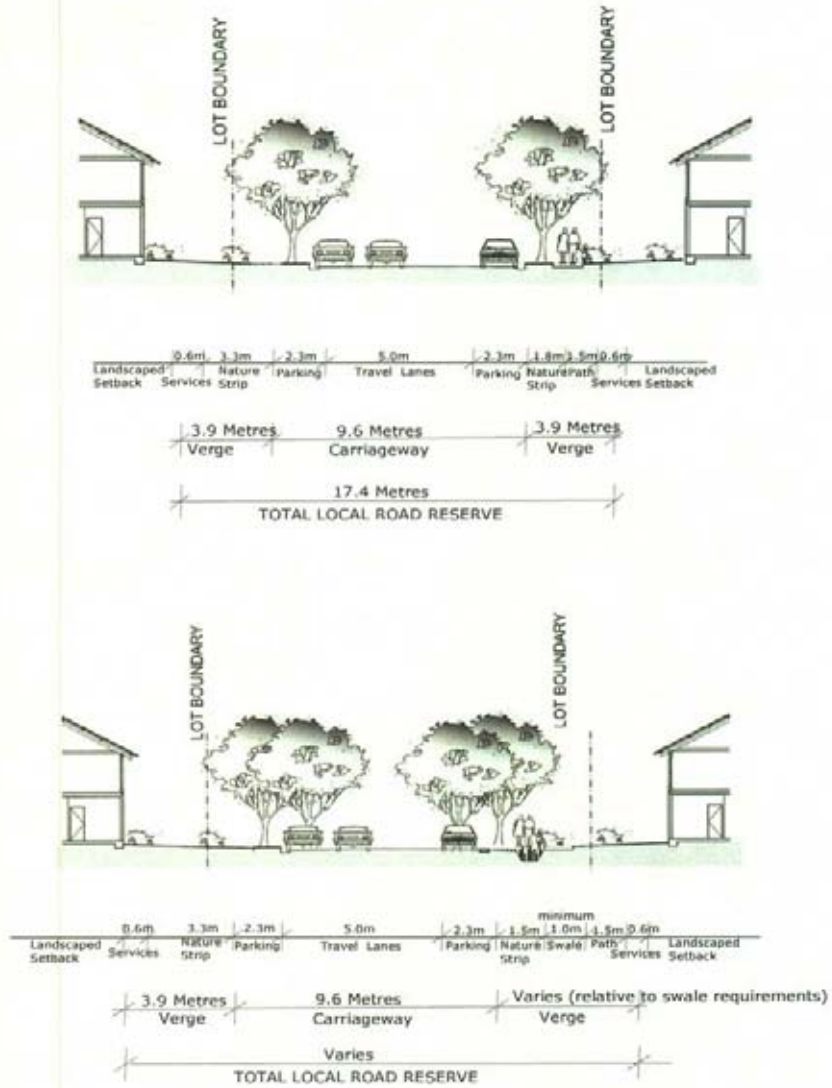 LOT BOUNDARY
LOT BOUNDARY
0.6m 3.3m 2.3m 5.0m 2.3m 1.8m 1.5m 0.6m
Landscaped Setback Services Nature Strip Parking Travel Lanes Parking Nature Strip Path Services Landscaped Setback
3.9 Metres 9.6 Metres 3.9 Metres
Verge Carriageway Verge
17.4 Metres
TOTAL LOCAL ROAD RESERVE
LOT BOUNDARY
LOT BOUNDARY
minimum
0.6m 3.3m 2.3m 5.0m 2.3m 1.5m 1.0m 1.5m 0.6m
Landscaped Setback Services Nature Strip Parking Travel Lanes Parking Nature Strip Swale Path Services Landscaped Setback
3.9 Metres 9.6 Metres Varies (relative to swale requirements)
Verge Carriageway Verge
Varies
TOTAL LOCAL ROAD RESERVE